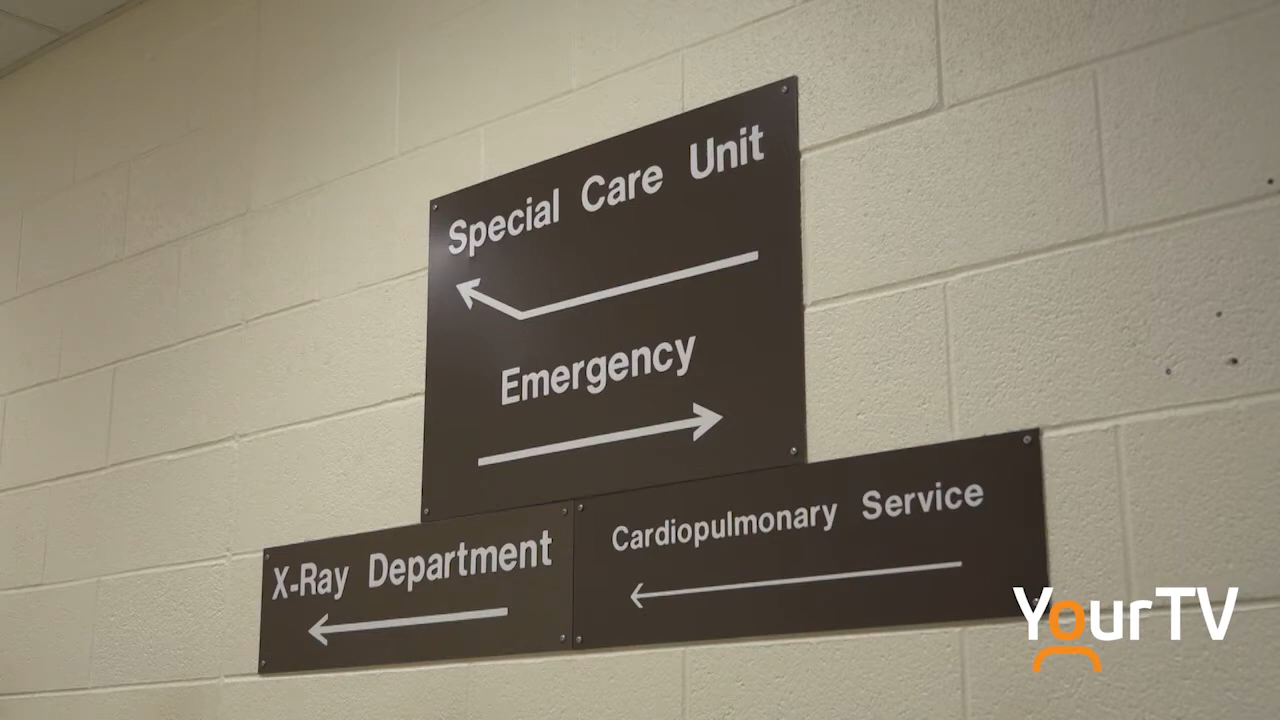 Special Care Unit
Emergency
X-Ray Department
Cardiopulmonary Service
YourTV